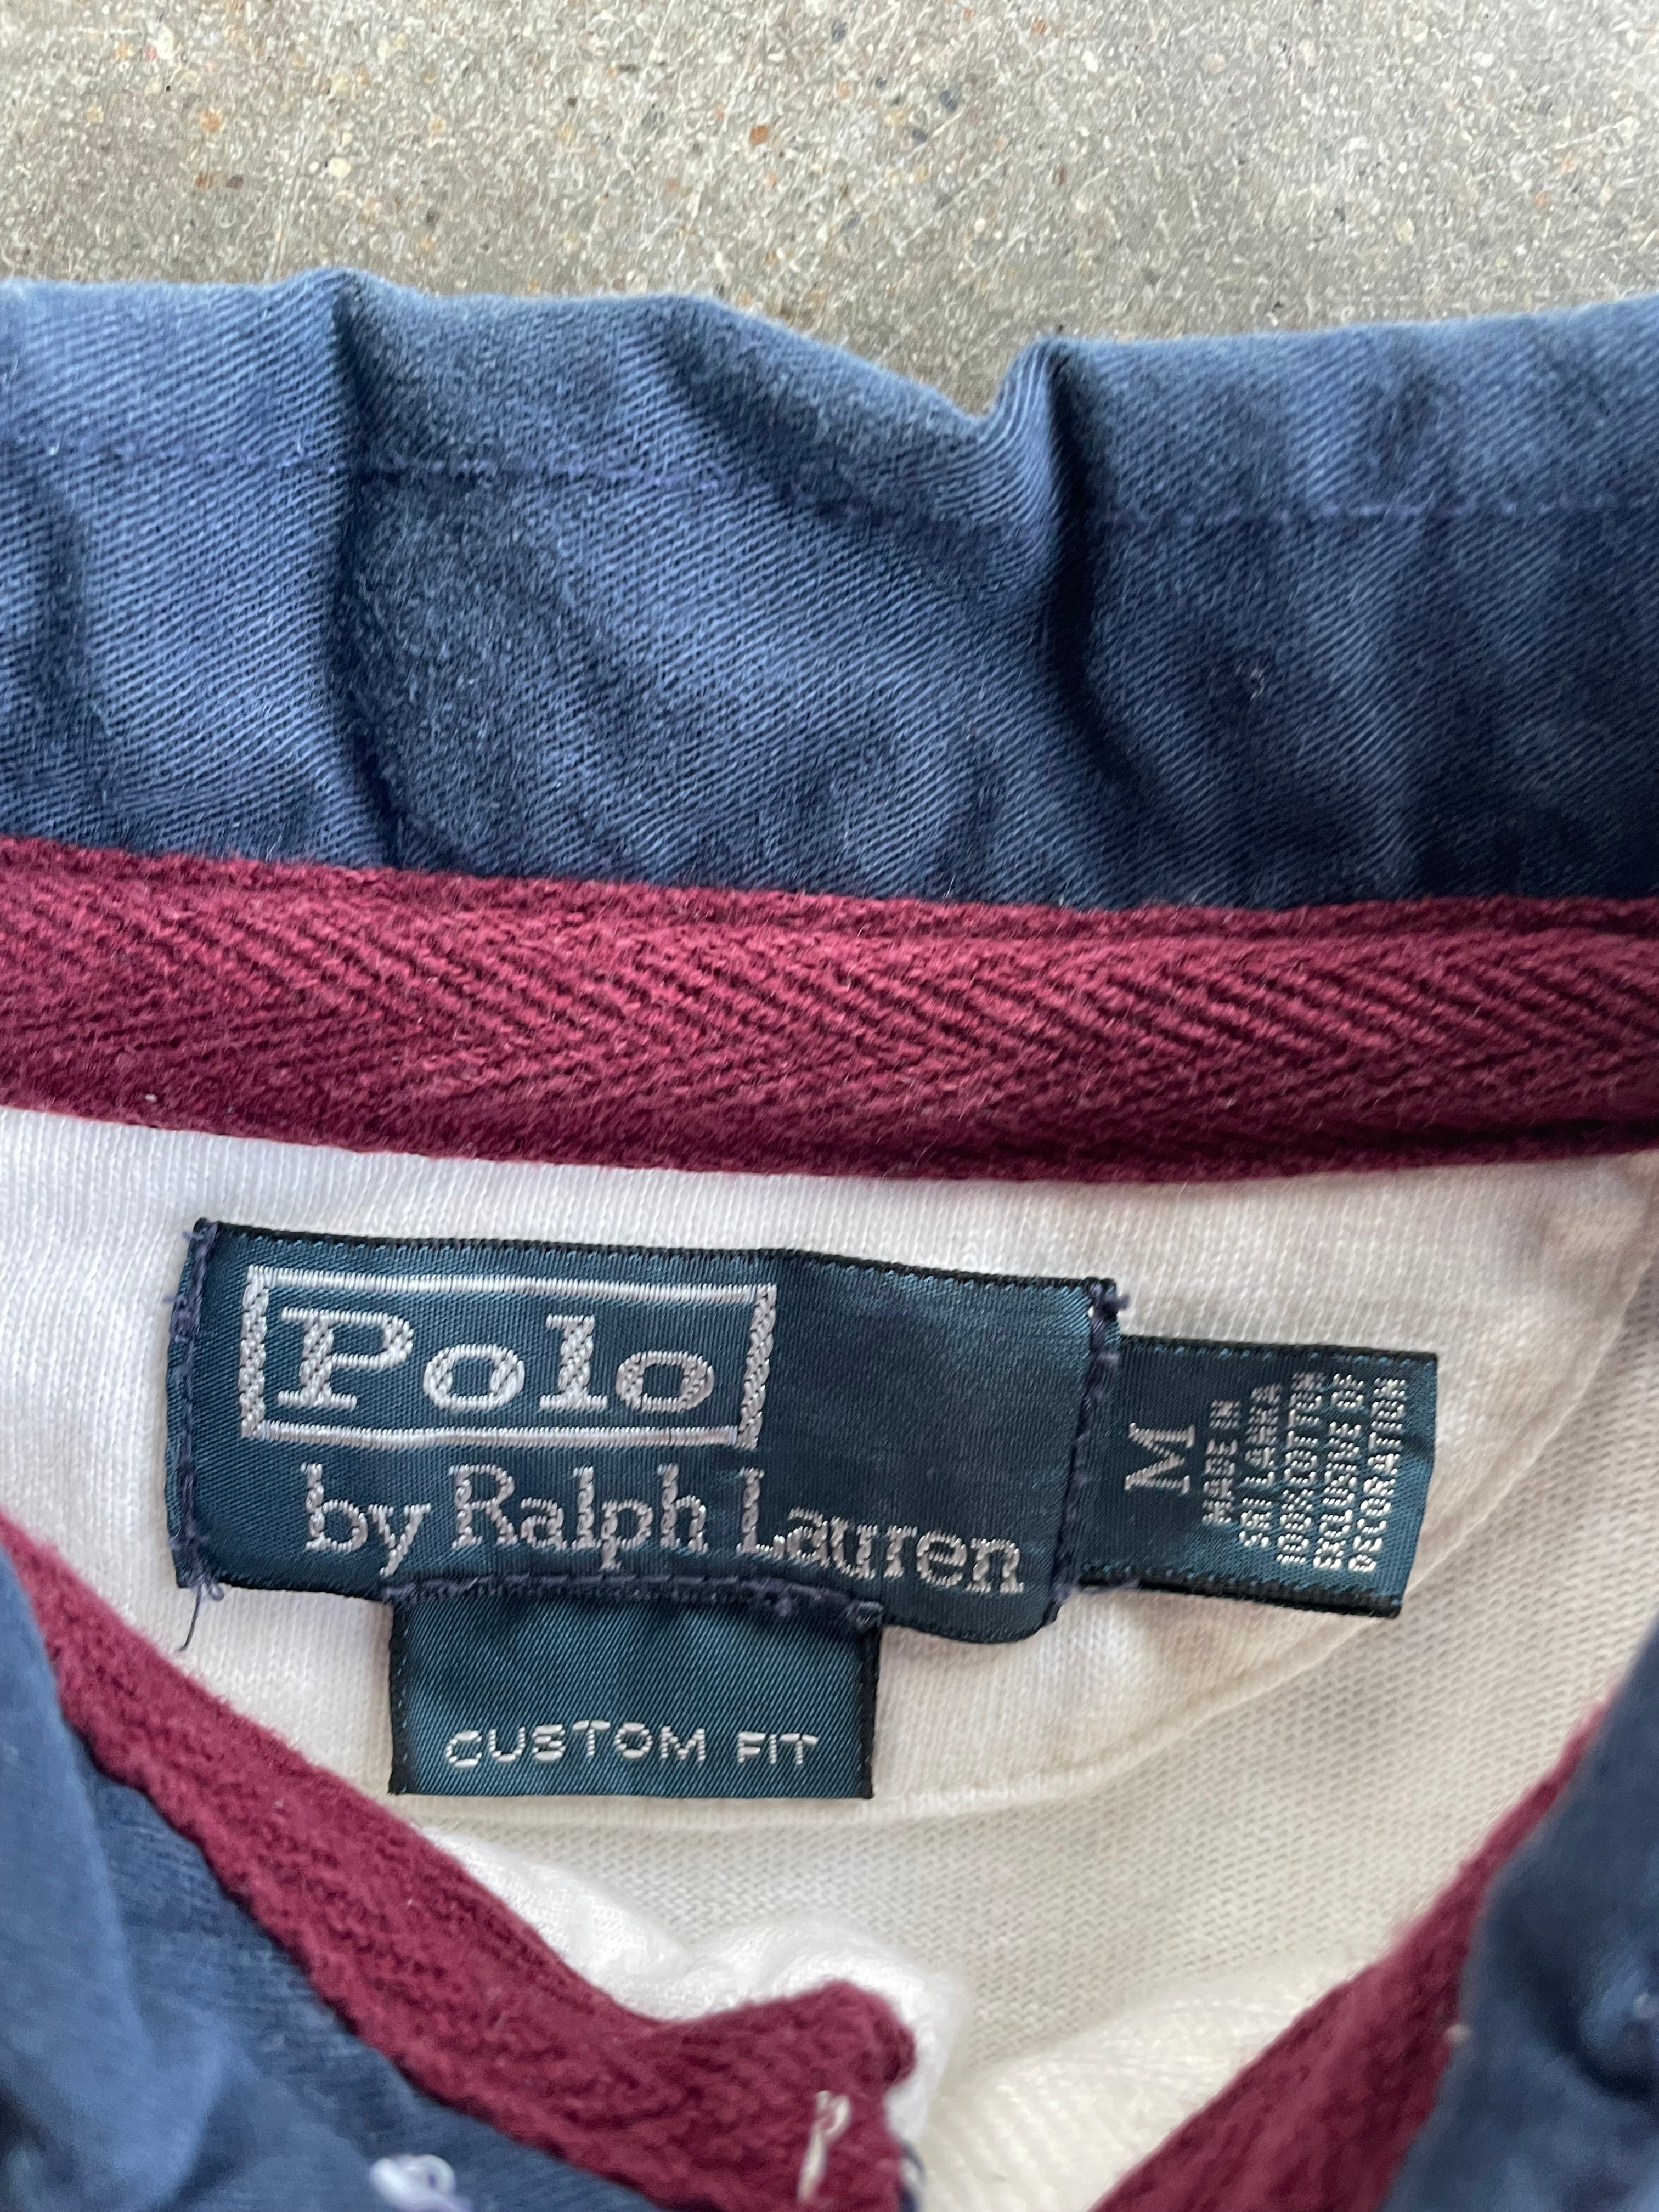 Polo
by Ralph Lauren
M
MADE IN
SRI LANKA
100% COTTON
EXCLUSIVE OF
DECORATION
CUSTOM FIT